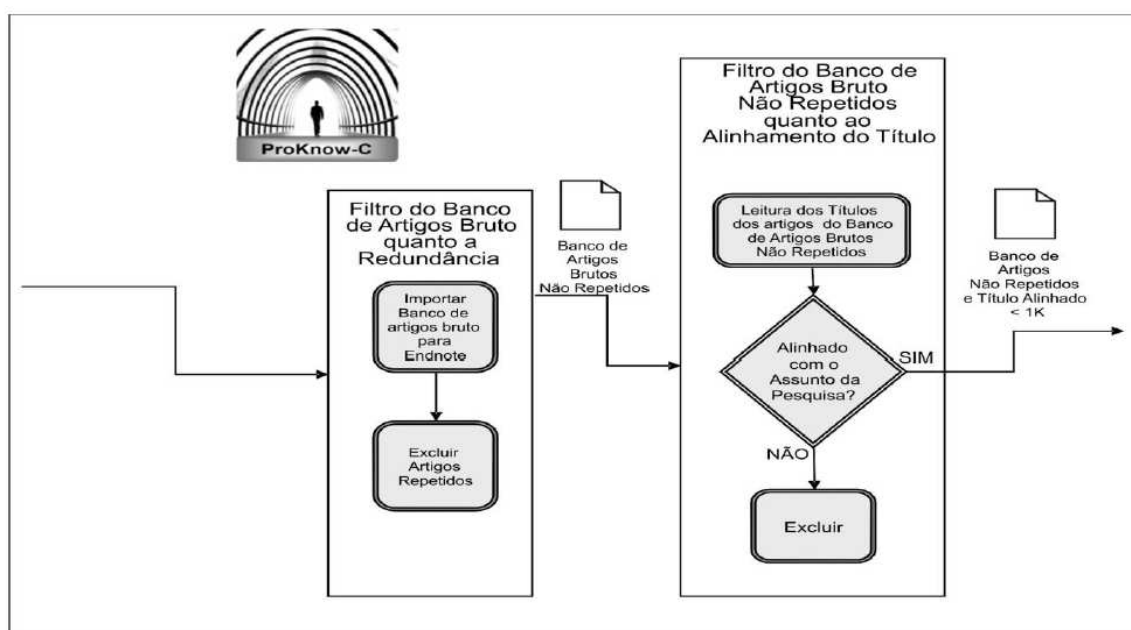 ProKnow-C
Filtro do Banco
de Artigos Bruto
quanto a
Redundância
Importar
Banco de
artigos bruto
para
Endnote
Excluir
Artigos
Repetidos
Banco de
Artigos
Brutos
Não Repetidos
Filtro do Banco de
Artigos Bruto
Não Repetidos
quanto ao
Alinhamento do Título
Leitura dos Títulos
dos artigos do Banco
de Artigos Brutos
Não Repetidos
Alinhado
com o
Assunto da
Pesquisa?
SIM
NÃO
Excluir
Banco de
Artigos
Não Repetidos
e Título Alinhado
< 1K